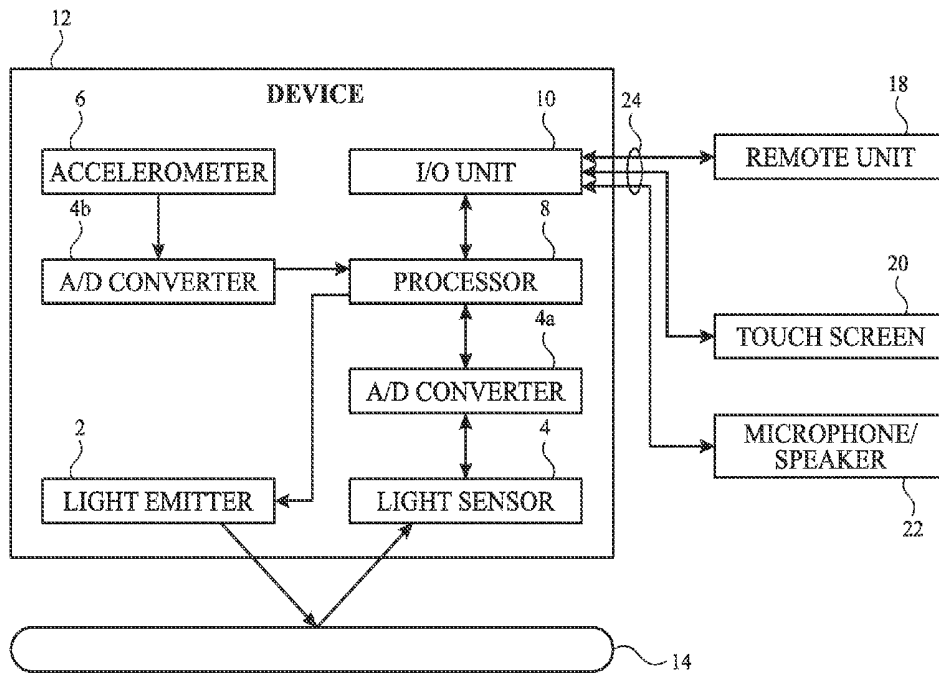 12
DEVICE
6
10
24
18
ACCELEROMETER
I/O UNIT
REMOTE UNIT
4b
8
A/D CONVERTER
PROCESSOR
20
4a
TOUCH SCREEN
A/D CONVERTER
2
4
MICROPHONE/
SPEAKER
LIGHT EMITTER
LIGHT SENSOR
22
14